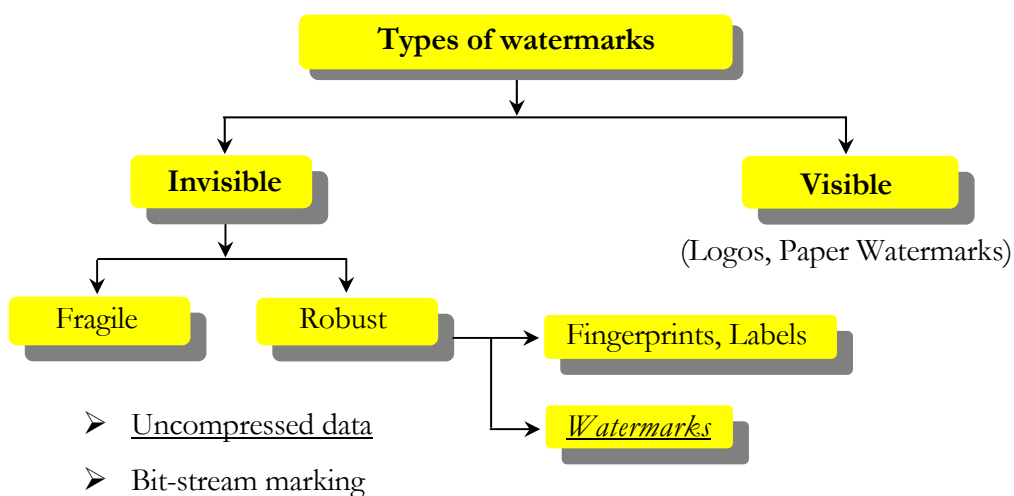 Types of watermarks
Invisible
Visible
(Logos, Paper Watermarks)
Fragile
Robust
Fingerprints, Labels
Watermarks
➢ Uncompressed data
➢ Bit-stream marking